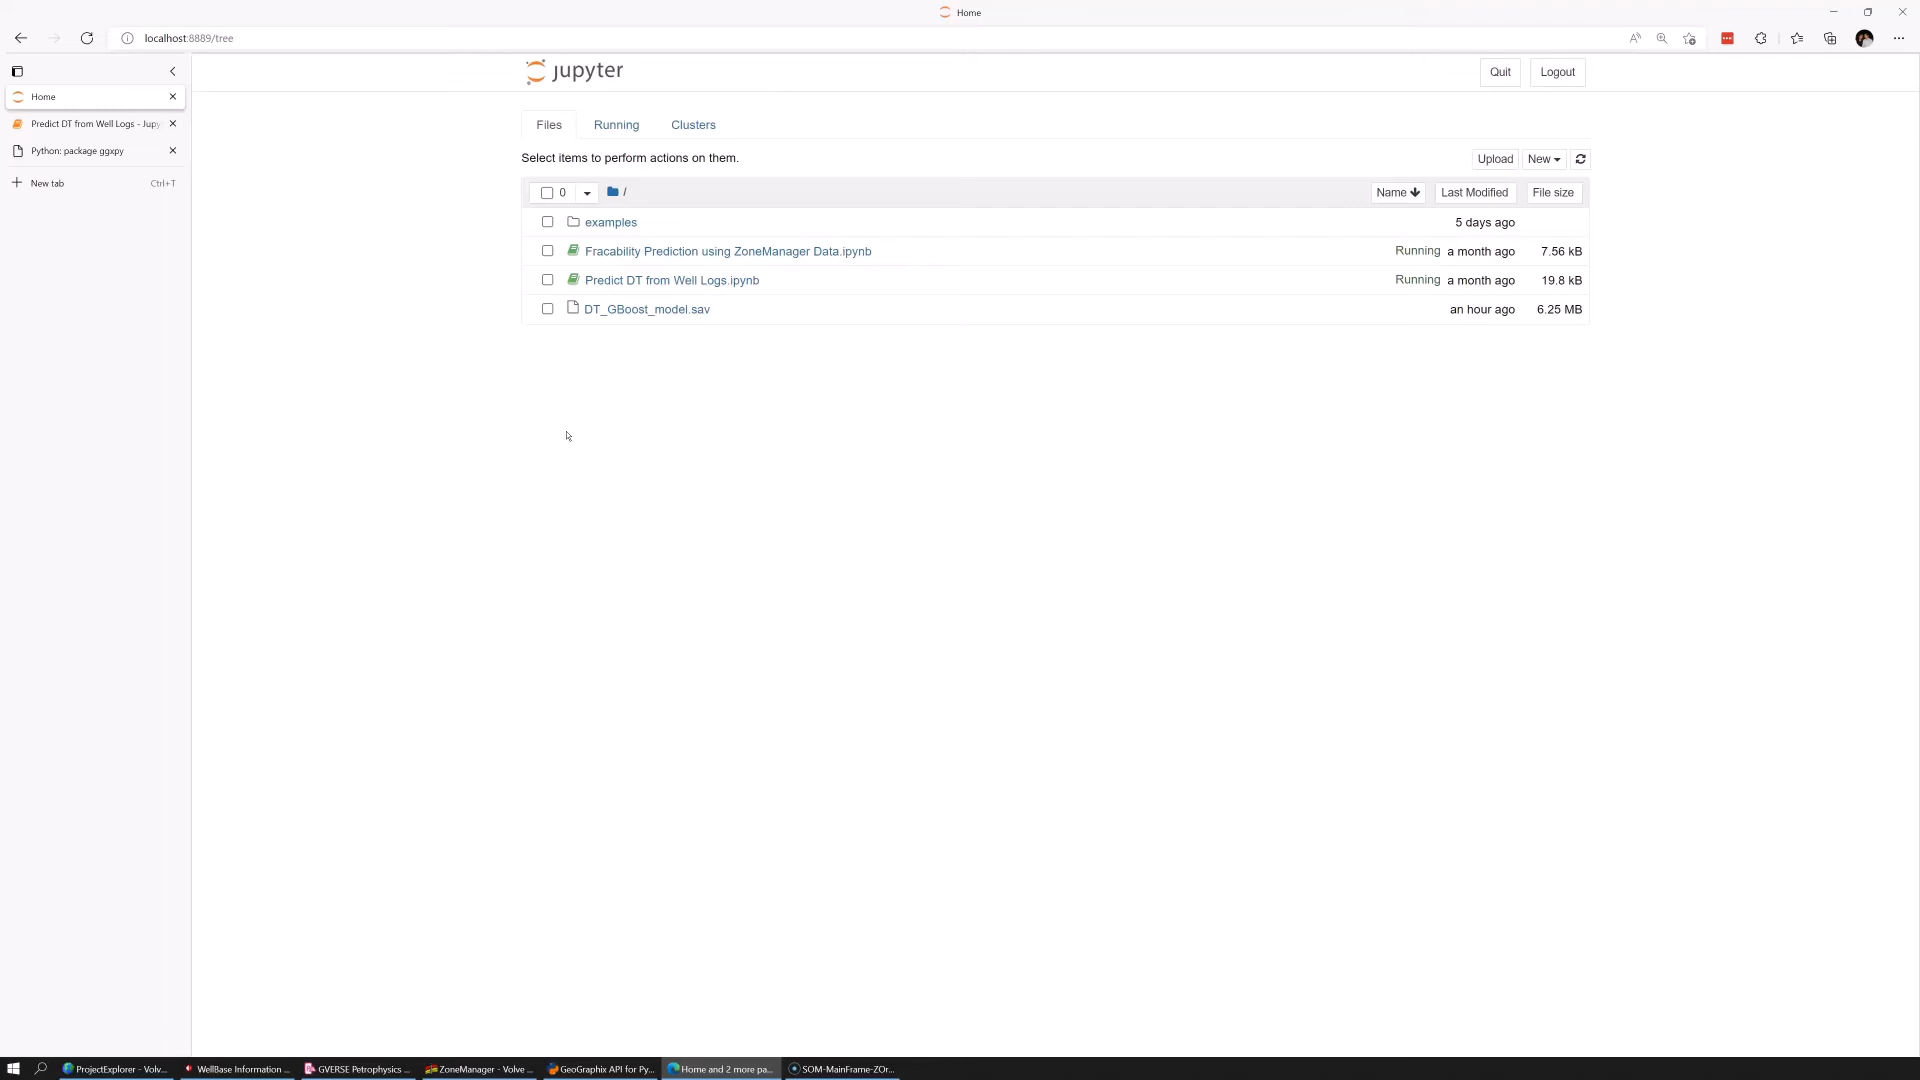 Home
localhost:8889/tree
Home
Predict DT from Well Logs - Jupy
Python: package ggxpy
New tab Ctrl+T
jupyter
Quit Logout
Files Running Clusters
Select items to perform actions on them.
Upload New
0 / Name Last Modified File size
examples 5 days ago
Fracability Prediction using ZoneManager Data.ipynb Running a month ago 7.56 kB
Predict DT from Well Logs.ipynb Running a month ago 19.8 kB
DT_GBoost_model.sav an hour ago 6.25 MB
ProjectExplorer - Volv... WellBase Information ... GVERSE Petrophysics ... ZoneManager - Volve ... GeoGraphix API for Py... Home and 2 more pa... SOM-MainFrame-ZOr...